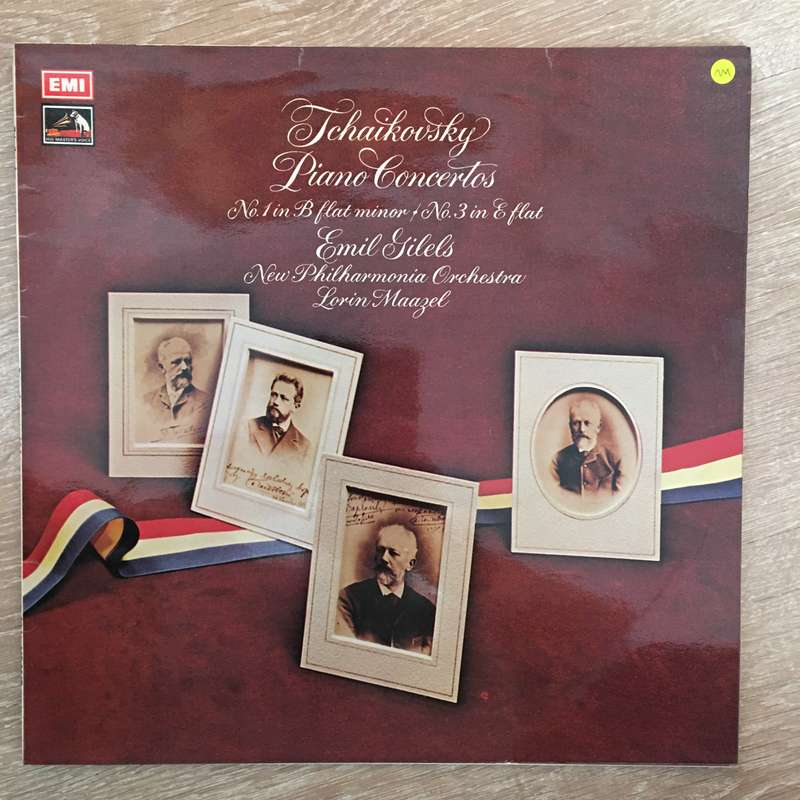 EMI
HIS MASTER'S VOICE
Tchaikovsky
Piano Concertos
No. 1 in B flat minor / No. 3 in E flat
Emil Gilels
New Philharmonia Orchestra
Lorin Maazel